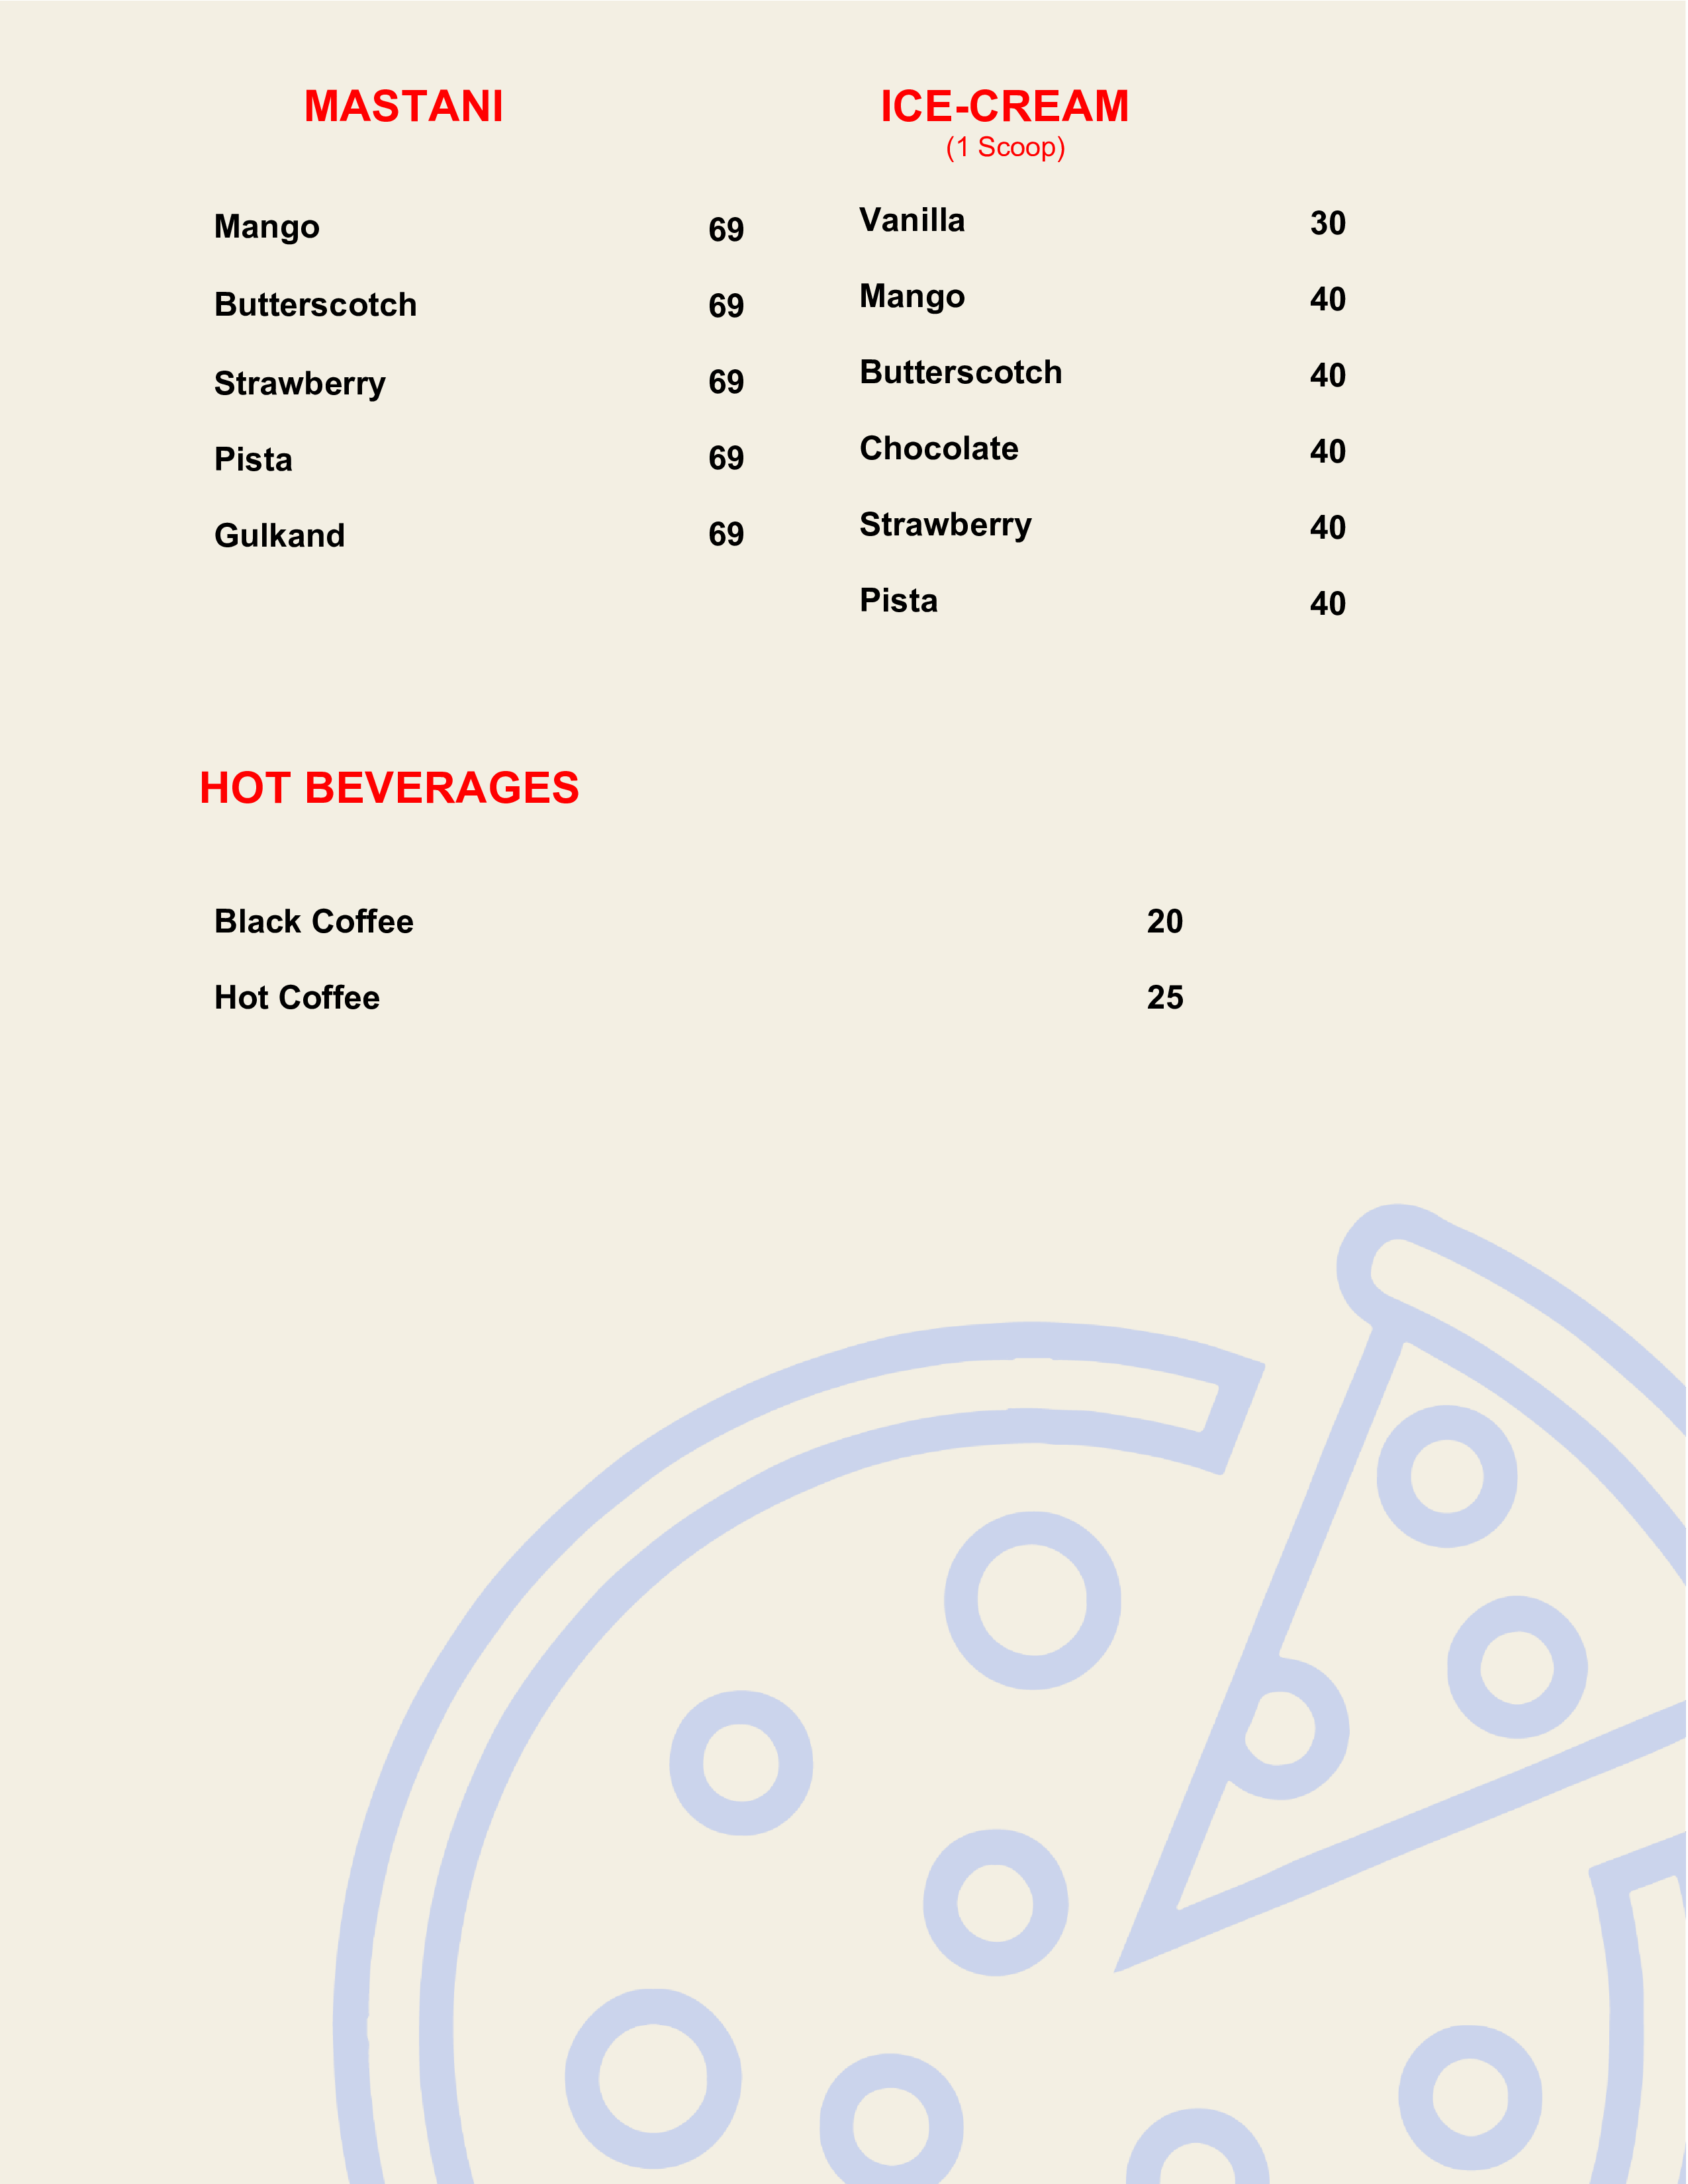 MASTANI
Mango 69
Butterscotch 69
Strawberry 69
Pista 69
Gulkand 69
ICE-CREAM
(1 Scoop)
Vanilla 30
Mango 40
Butterscotch 40
Chocolate 40
Strawberry 40
Pista 40
HOT BEVERAGES
Black Coffee 20
Hot Coffee 25